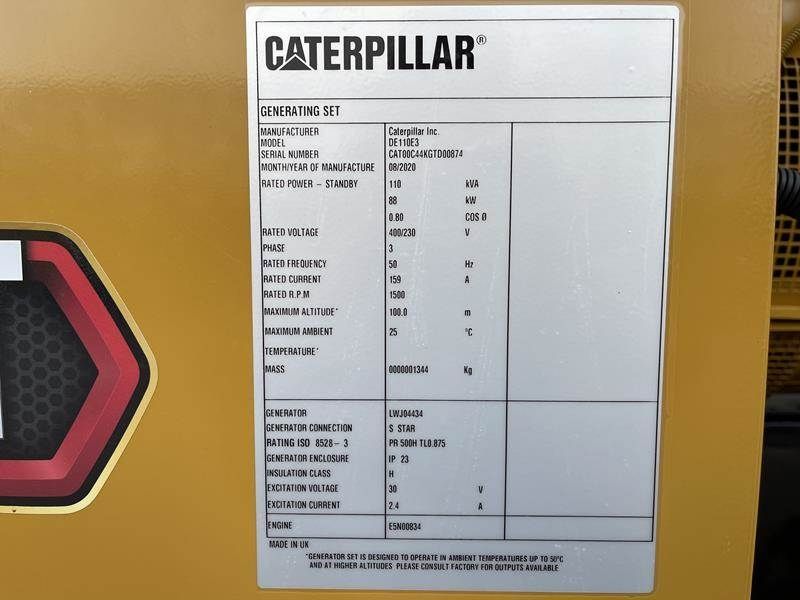 CATERPILLAR®
GENERATING SET
MANUFACTURER Caterpillar Inc.
MODEL DE110E3
SERIAL NUMBER CAT00C44KGTD00874
MONTH/YEAR OF MANUFACTURE 08/2020
RATED POWER - STANDBY 110 kVA
88 kW
0.80 COS Ø
RATED VOLTAGE 400/230 V
PHASE 3
RATED FREQUENCY 50 Hz
RATED CURRENT 159 A
RATED R.P.M 1500
MAXIMUM ALTITUDE* 100.0 m
MAXIMUM AMBIENT 25 °C
TEMPERATURE*
MASS 0000001344 Kg
GENERATOR LWJ04434
GENERATOR CONNECTION S STAR
RATING ISO 8528 - 3 PR 500H TL0.875
GENERATOR ENCLOSURE IP 23
INSULATION CLASS H
EXCITATION VOLTAGE 30 V
EXCITATION CURRENT 2.4 A
ENGINE E5N00834
MADE IN UK
*GENERATOR SET IS DESIGNED TO OPERATE IN AMBIENT TEMPERATURES UP TO 50°C
AND AT HIGHER ALTITUDES PLEASE CONSULT FACTORY FOR OUTPUTS AVAILABLE